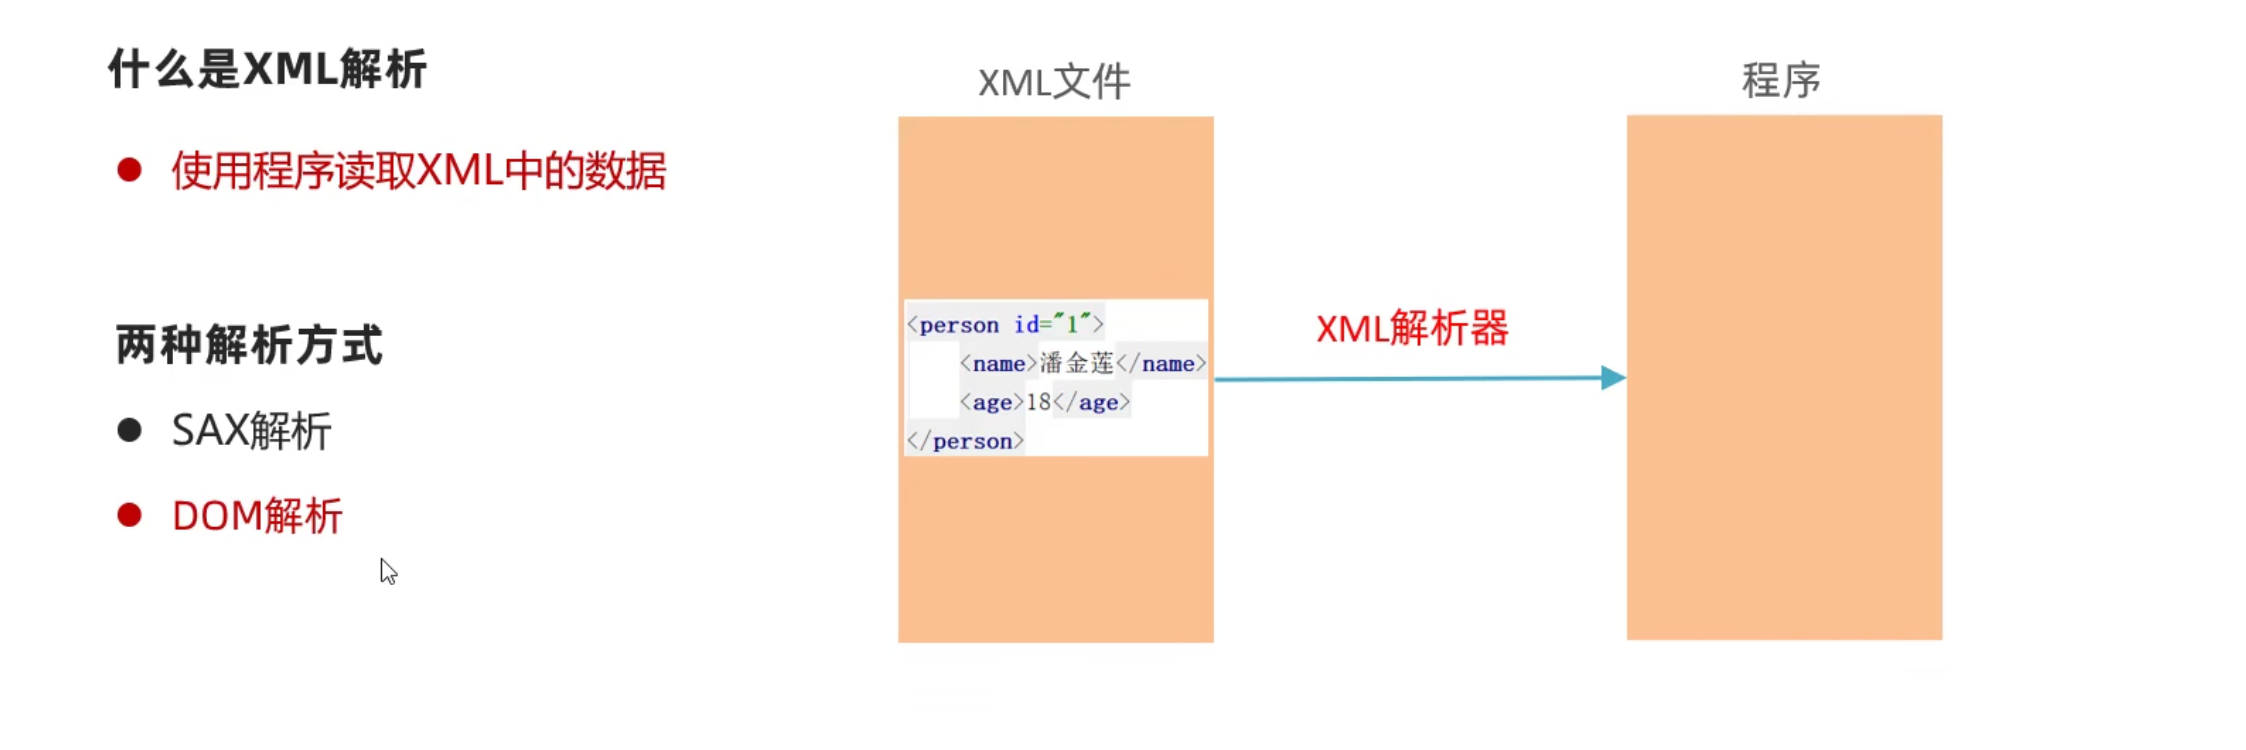 什么是XML解析
使用程序读取XML中的数据
两种解析方式
SAX解析
DOM解析
XML文件
<person id="1">
<name>潘金莲</name>
<age>18</age>
</person>
XML解析器
程序